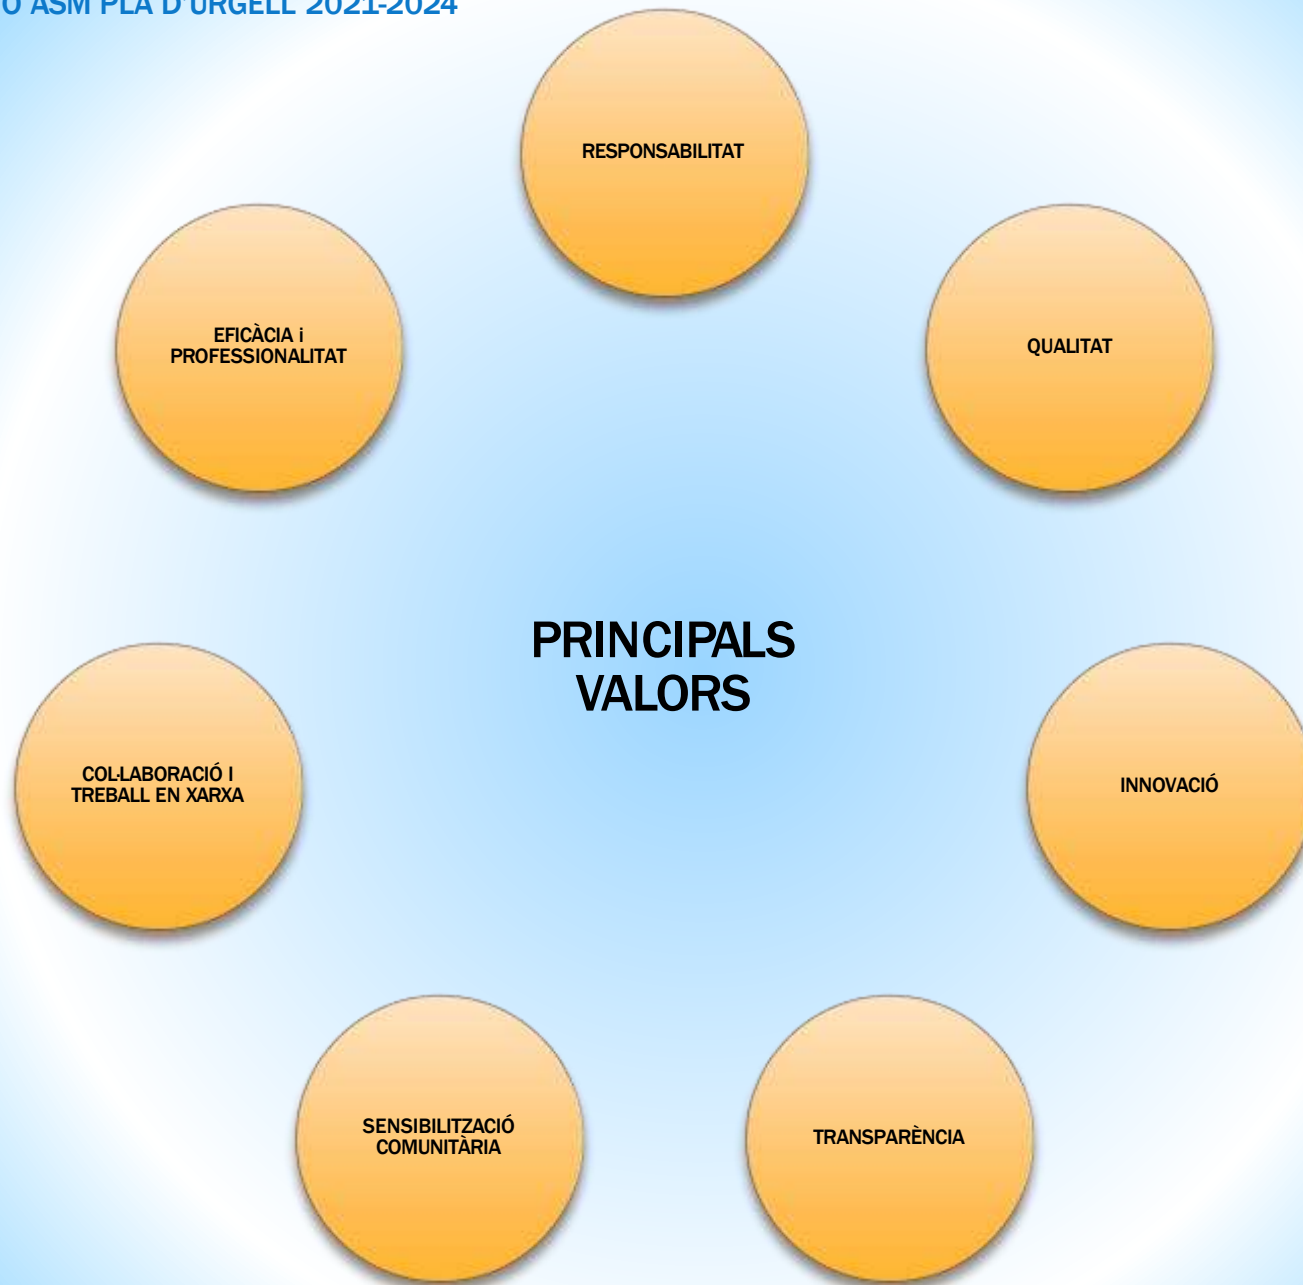 O ASM PLA D'URGELL 2021-2024
RESPONSABILITAT
EFICÀCIA i
PROFESSIONALITAT
QUALITAT
PRINCIPALS
VALORS
COL·LABORACIÓ I
TREBALL EN XARXA
INNOVACIÓ
SENSIBILITZACIÓ
COMUNITÀRIA
TRANSPARÈNCIA